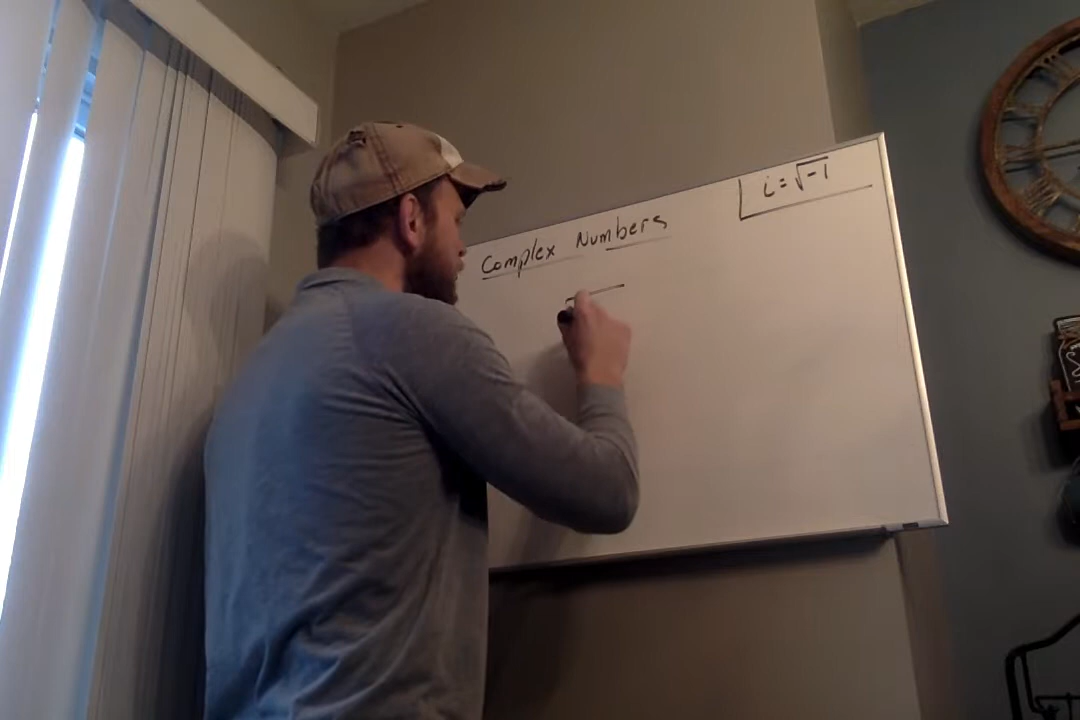 Complex Numbers
i = √-1